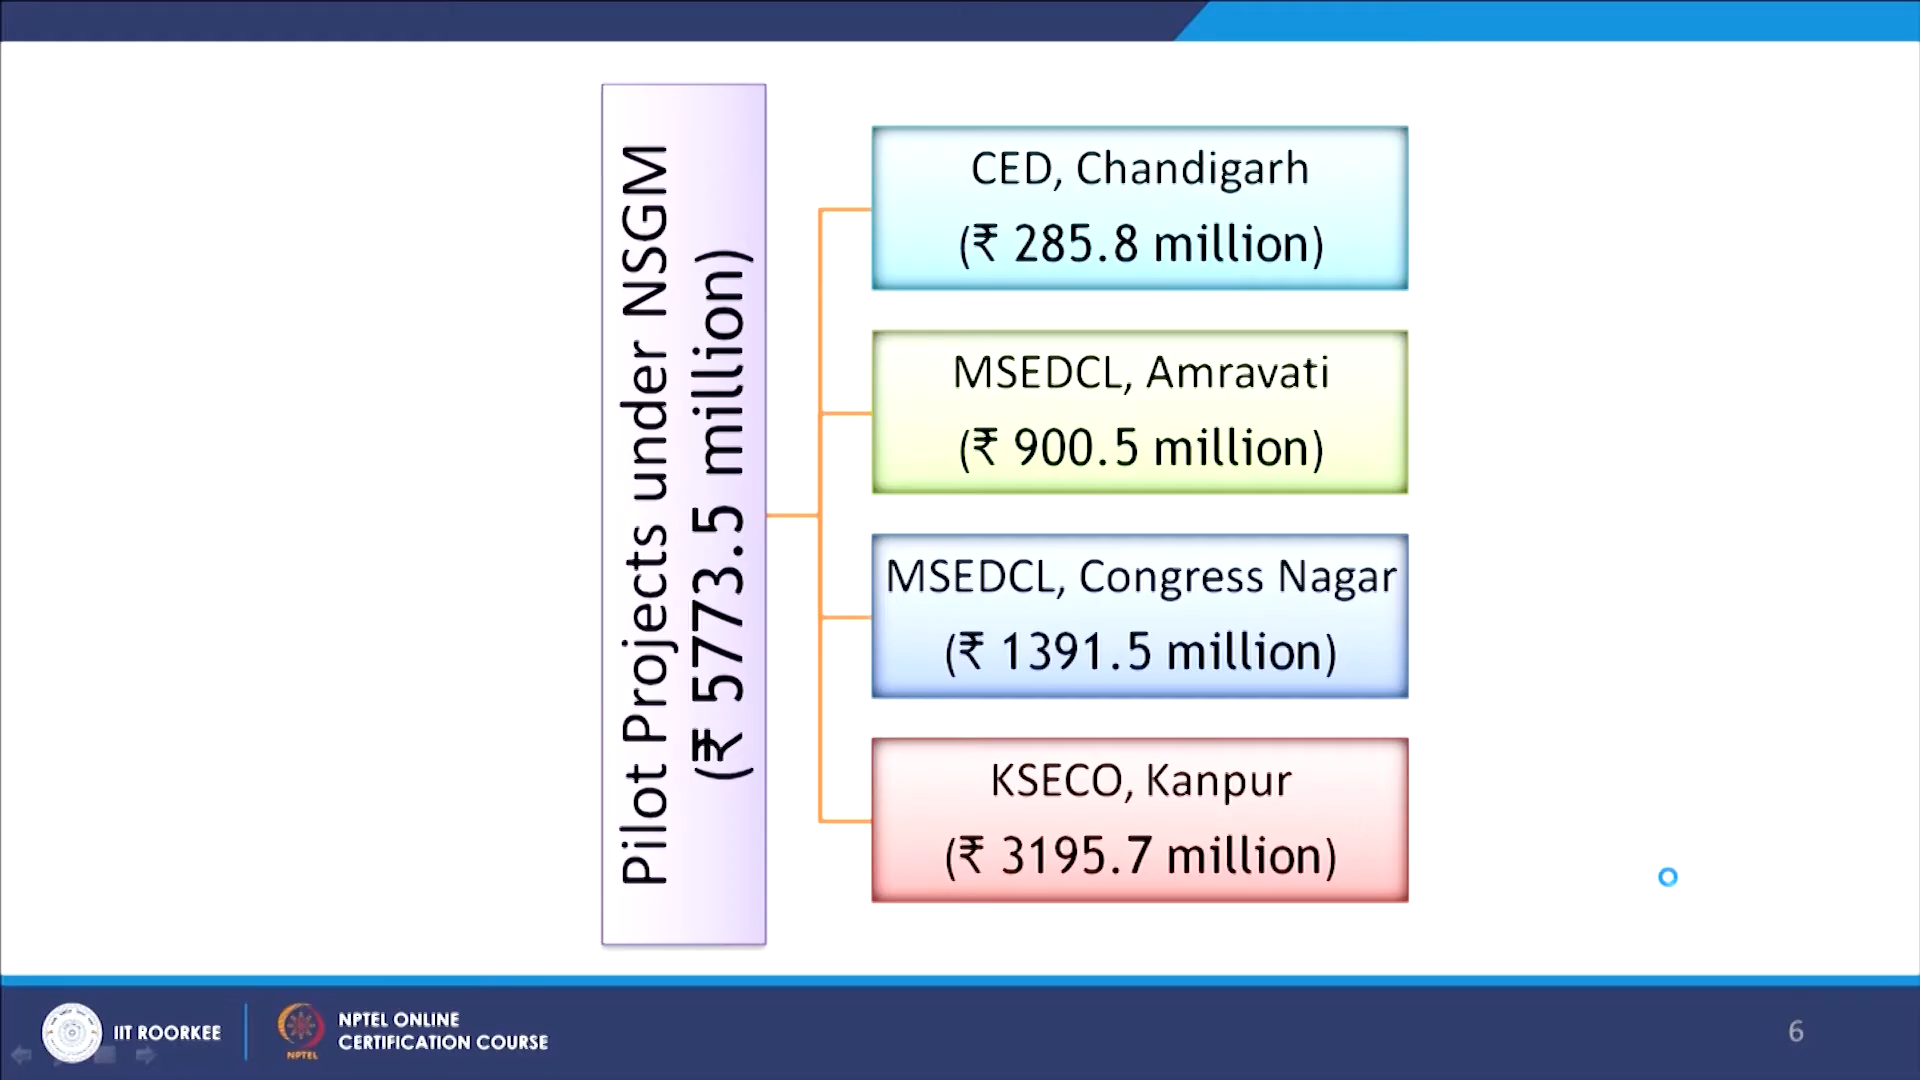 Pilot Projects under NSGM
(₹ 5773.5 million)
CED, Chandigarh
(₹ 285.8 million)
MSEDCL, Amravati
(₹ 900.5 million)
MSEDCL, Congress Nagar
(₹ 1391.5 million)
KSECO, Kanpur
(₹ 3195.7 million)
IIT ROORKEE
NPTEL
NPTEL ONLINE
CERTIFICATION COURSE
6